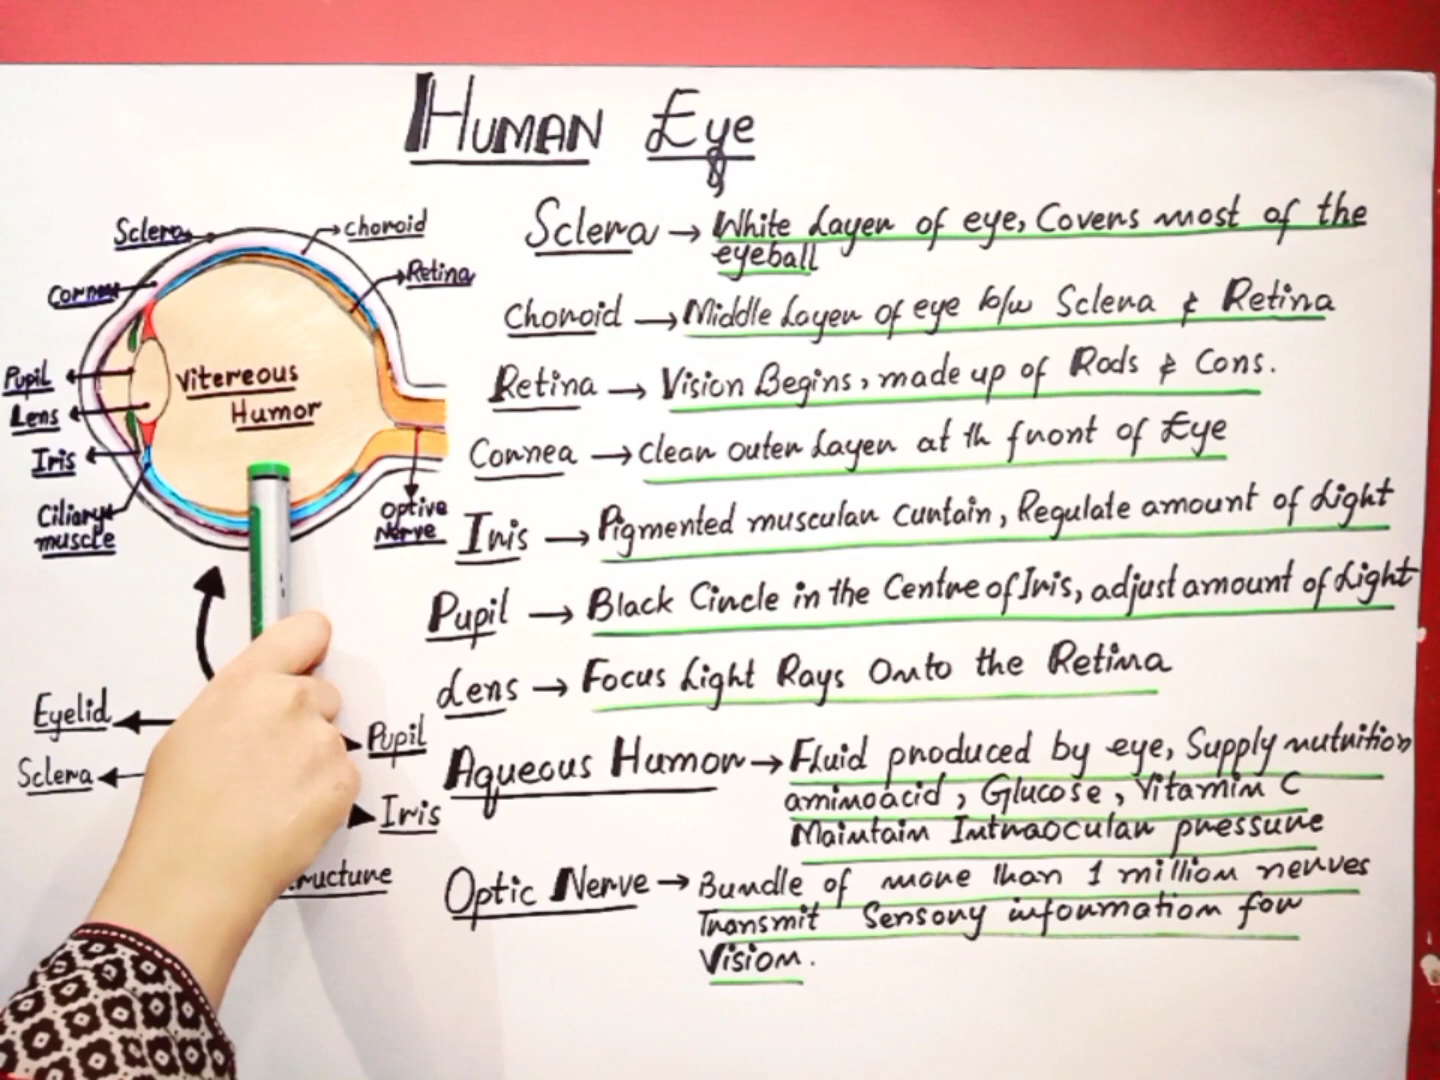 HUMAN Eye
Sclera
choroid
Retina
Cornea
Pupil
Lens
Iris
Ciliary
muscle
Vitereous
Humor
Optive
Nerve
Eyelid
Sclera
Pupil
Iris
tructure
Sclera → White Layer of eye, Covers most of the
eyeball
Choroid → Middle Layer of eye b/w Sclera & Retina
Retina → Vision Begins, made up of Rods & Cons.
Cornea → Clear outer Layer at th front of Eye
Iris → Pigmented muscular Curtain, Regulate amount of Light
Pupil → Black Circle in the Centre of Iris, adjust amount of Light
Lens → Focus Light Rays Onto the Retina
Aqueous Humor → Fluid produced by eye, Supply nutrition
aminoacid, Glucose, Vitamin C
Maintain Intraocular pressure
Optic Nerve → Bundle of more than 1 million nerves
Transmit Sensory information for
Vision.